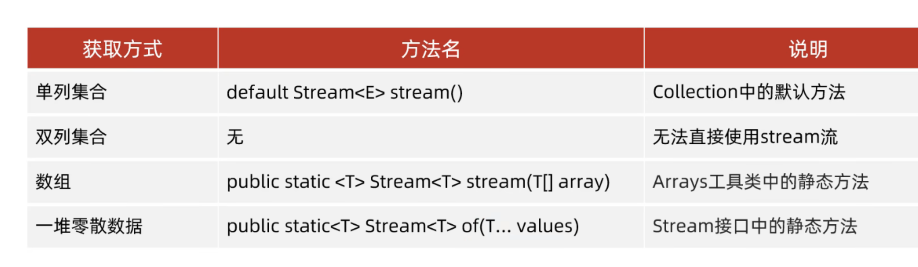 获取方式 方法名 说明
单列集合 default Stream<E> stream() Collection中的默认方法
双列集合 无 无法直接使用stream流
数组 public static <T> Stream<T> stream(T[] array) Arrays工具类中的静态方法
一堆零散数据 public static<T> Stream<T> of(T... values) Stream接口中的静态方法